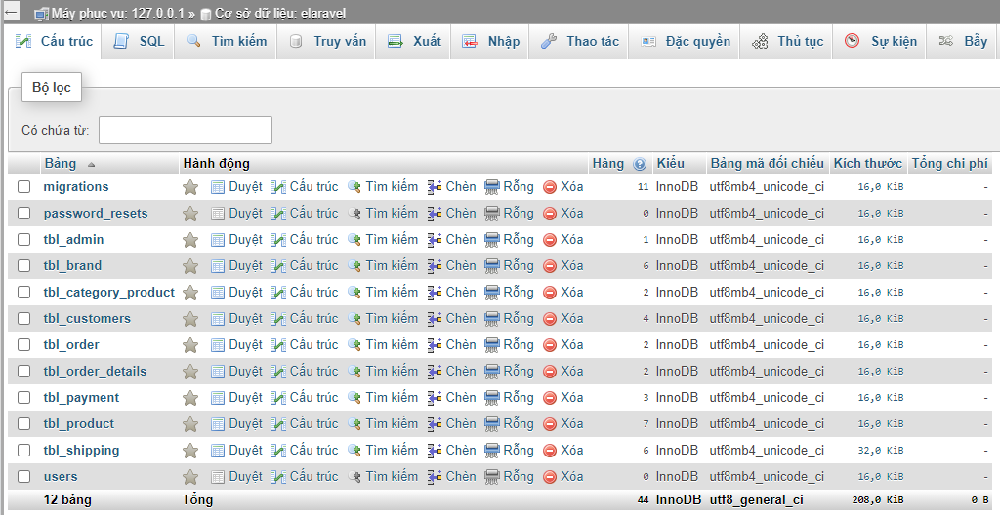 Máy phục vụ: 127.0.0.1 » Cơ sở dữ liệu: elaravel
Cấu trúc SQL Tìm kiếm Truy vấn Xuất Nhập Thao tác Đặc quyền Thủ tục Sự kiện Bẫy
Bộ lọc
Có chứa từ:
Bảng Hành động Hàng Kiểu Bảng mã đối chiếu Kích thước Tổng chi phí
migrations Duyệt Cấu trúc Tìm kiếm Chèn Rỗng Xóa 11 InnoDB utf8mb4_unicode_ci 16,0 KiB -
password_resets Duyệt Cấu trúc Tìm kiếm Chèn Rỗng Xóa 0 InnoDB utf8mb4_unicode_ci 16,0 KiB -
tbl_admin Duyệt Cấu trúc Tìm kiếm Chèn Rỗng Xóa 1 InnoDB utf8mb4_unicode_ci 16,0 KiB -
tbl_brand Duyệt Cấu trúc Tìm kiếm Chèn Rỗng Xóa 6 InnoDB utf8mb4_unicode_ci 16,0 KiB -
tbl_category_product Duyệt Cấu trúc Tìm kiếm Chèn Rỗng Xóa 2 InnoDB utf8mb4_unicode_ci 16,0 KiB -
tbl_customers Duyệt Cấu trúc Tìm kiếm Chèn Rỗng Xóa 4 InnoDB utf8mb4_unicode_ci 16,0 KiB -
tbl_order Duyệt Cấu trúc Tìm kiếm Chèn Rỗng Xóa 2 InnoDB utf8mb4_unicode_ci 16,0 KiB -
tbl_order_details Duyệt Cấu trúc Tìm kiếm Chèn Rỗng Xóa 2 InnoDB utf8mb4_unicode_ci 16,0 KiB -
tbl_payment Duyệt Cấu trúc Tìm kiếm Chèn Rỗng Xóa 3 InnoDB utf8mb4_unicode_ci 16,0 KiB -
tbl_product Duyệt Cấu trúc Tìm kiếm Chèn Rỗng Xóa 7 InnoDB utf8mb4_unicode_ci 16,0 KiB -
tbl_shipping Duyệt Cấu trúc Tìm kiếm Chèn Rỗng Xóa 6 InnoDB utf8mb4_unicode_ci 32,0 KiB -
users Duyệt Cấu trúc Tìm kiếm Chèn Rỗng Xóa 0 InnoDB utf8mb4_unicode_ci 16,0 KiB -
12 bảng Tổng 44 InnoDB utf8_general_ci 208,0 KiB 0 B